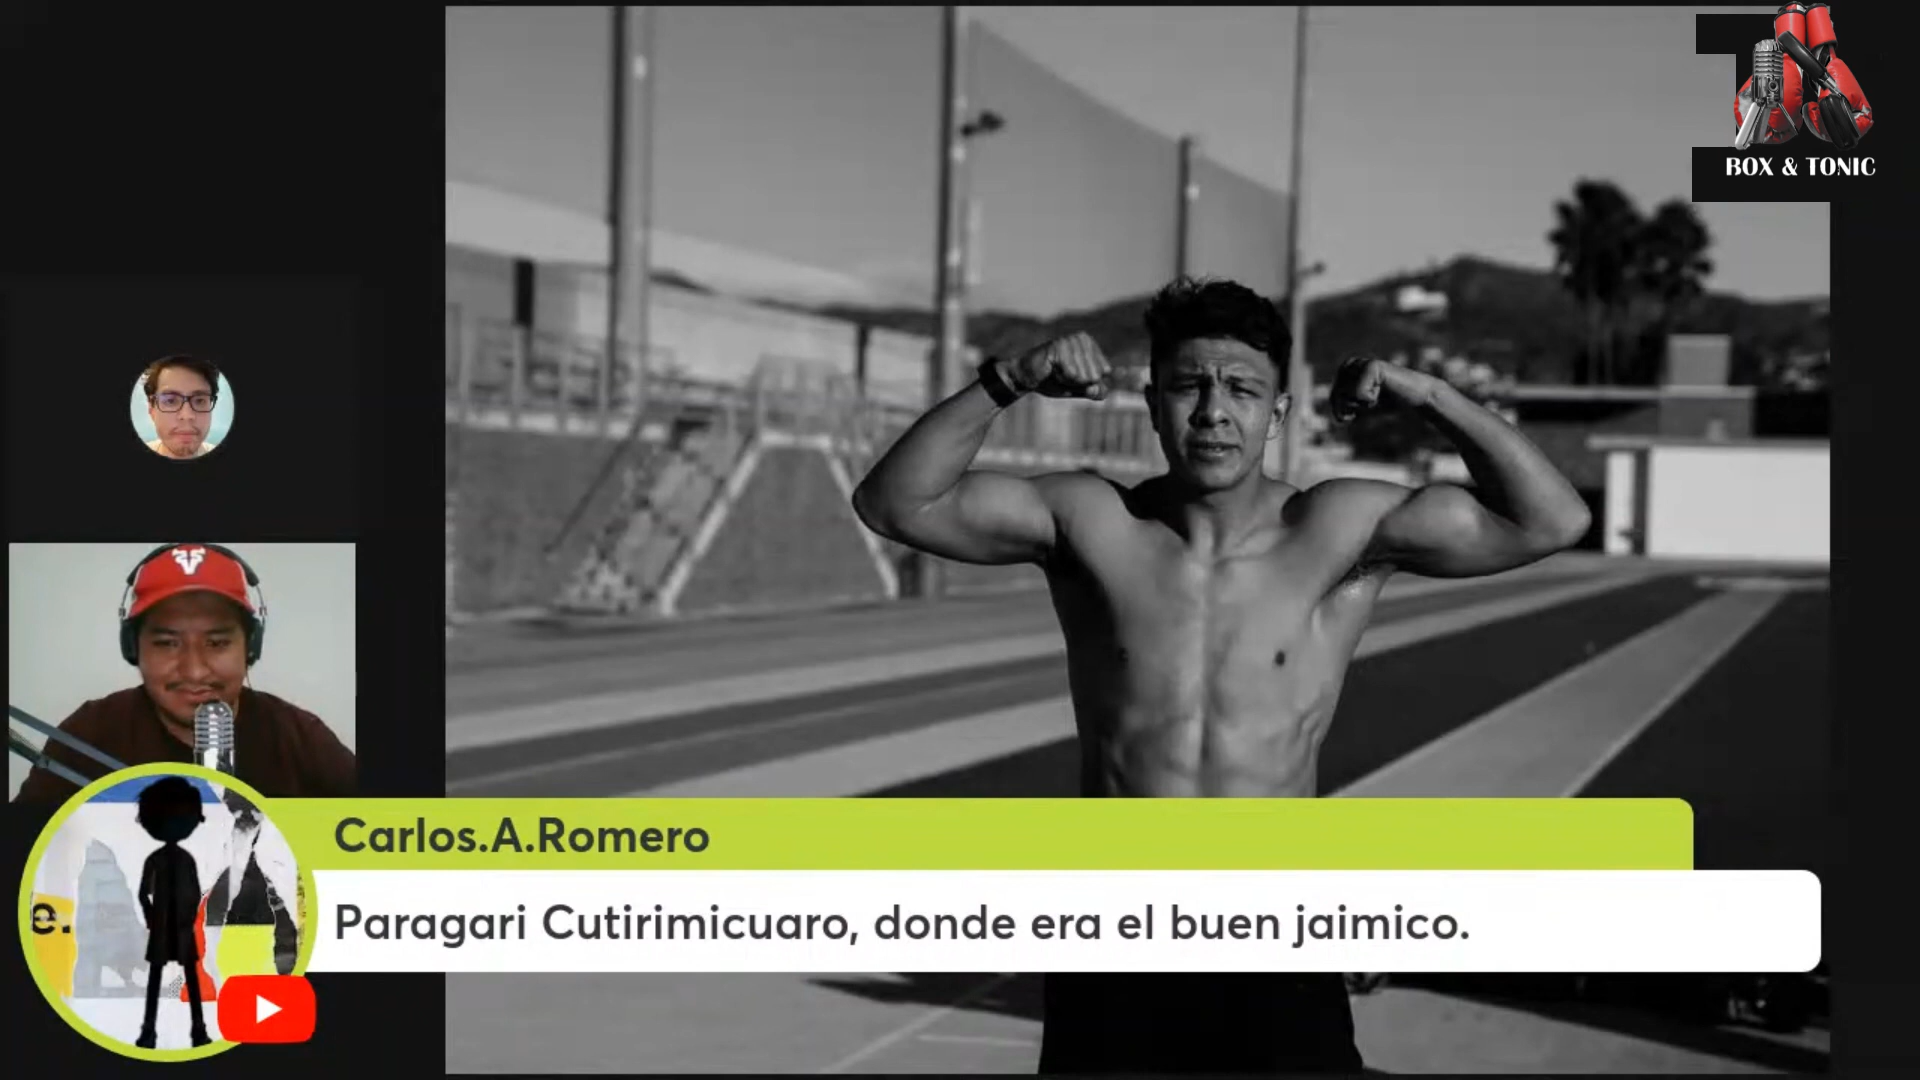 BOX & TONIC
Carlos.A.Romero
Paragari Cutirimicuaro, donde era el buen jaimico.
e.